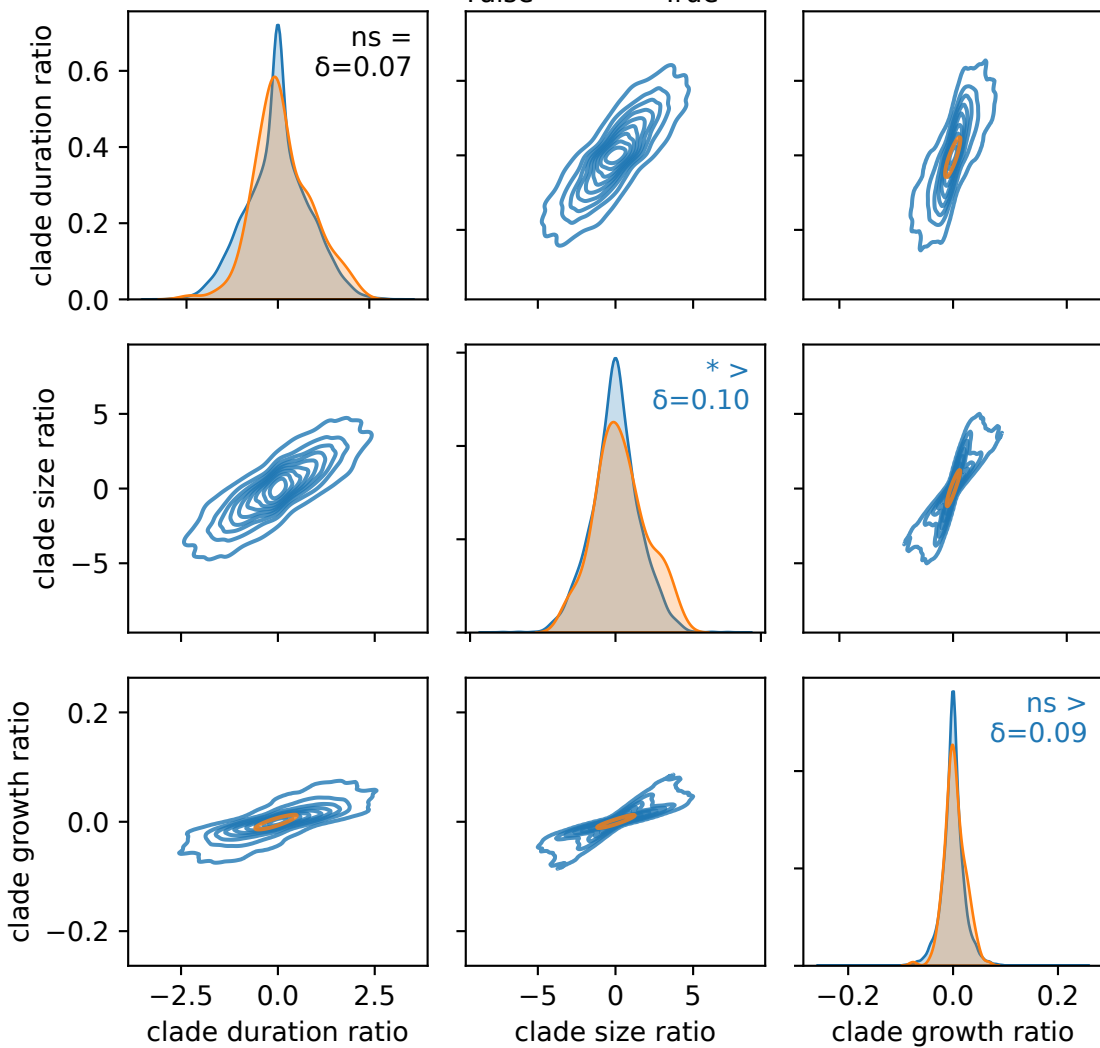 ns =
δ=0.07
clade duration ratio
0.6
0.4
0.2
0.0
* >
δ=0.10
clade size ratio
5
0
−5
ns >
δ=0.09
clade growth ratio
0.2
0.0
−0.2
−2.5 0.0 2.5
−5 0 5
−0.2 0.0 0.2
clade duration ratio
clade size ratio
clade growth ratio